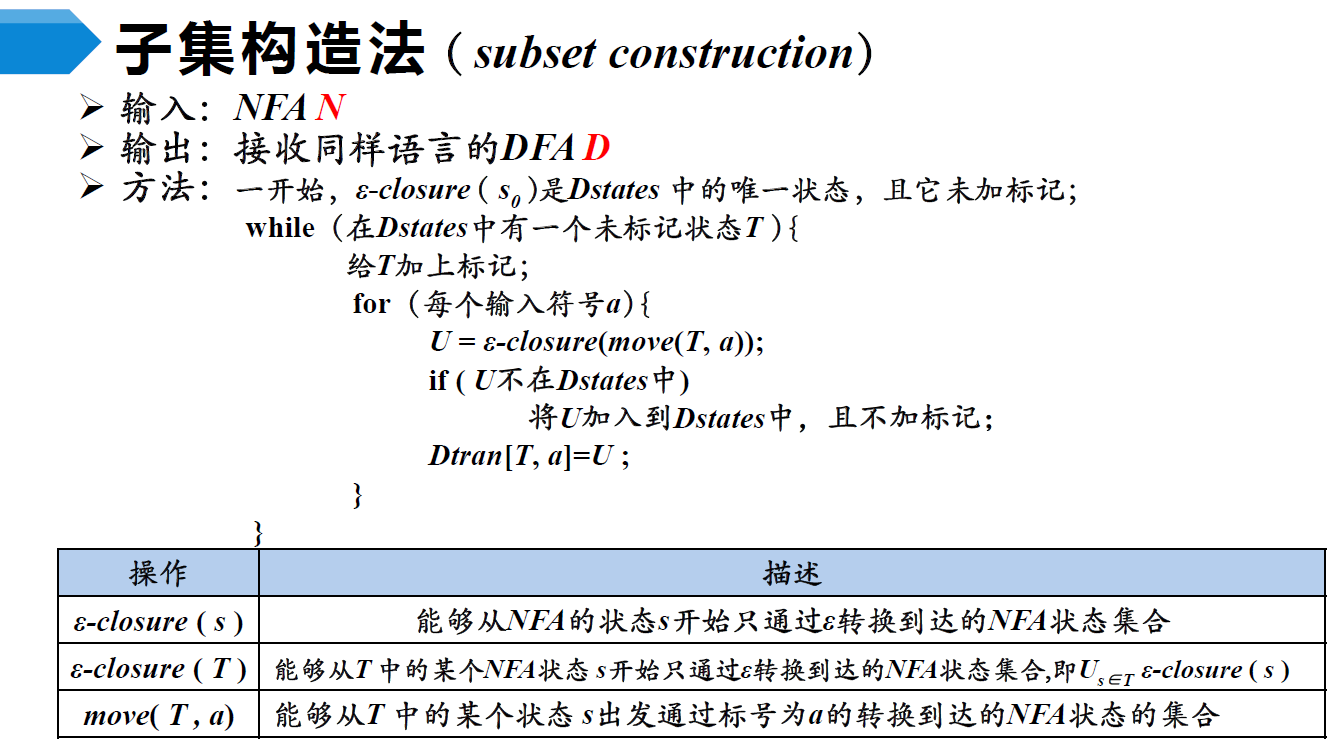 子集构造法（subset construction）
➢ 输入：NFA N
➢ 输出：接收同样语言的DFA D
➢ 方法：一开始，ε-closure ( s0 )是Dstates 中的唯一状态，且它未加标记；
while（在Dstates中有一个未标记状态T ）{
给T加上标记；
for（每个输入符号a）{
U = ε-closure(move(T, a));
if ( U不在Dstates中)
将U加入到Dstates中，且不加标记；
Dtran[T, a]=U ;
}
}
操作 描述
ε-closure ( s ) 能够从NFA的状态s开始只通过ε转换到达的NFA状态集合
ε-closure ( T ) 能够从T 中的某个NFA状态 s开始只通过ε转换到达的NFA状态集合,即Us∈T ε-closure ( s )
move( T , a) 能够从T 中的某个状态 s出发通过标号为a的转换到达的NFA状态的集合